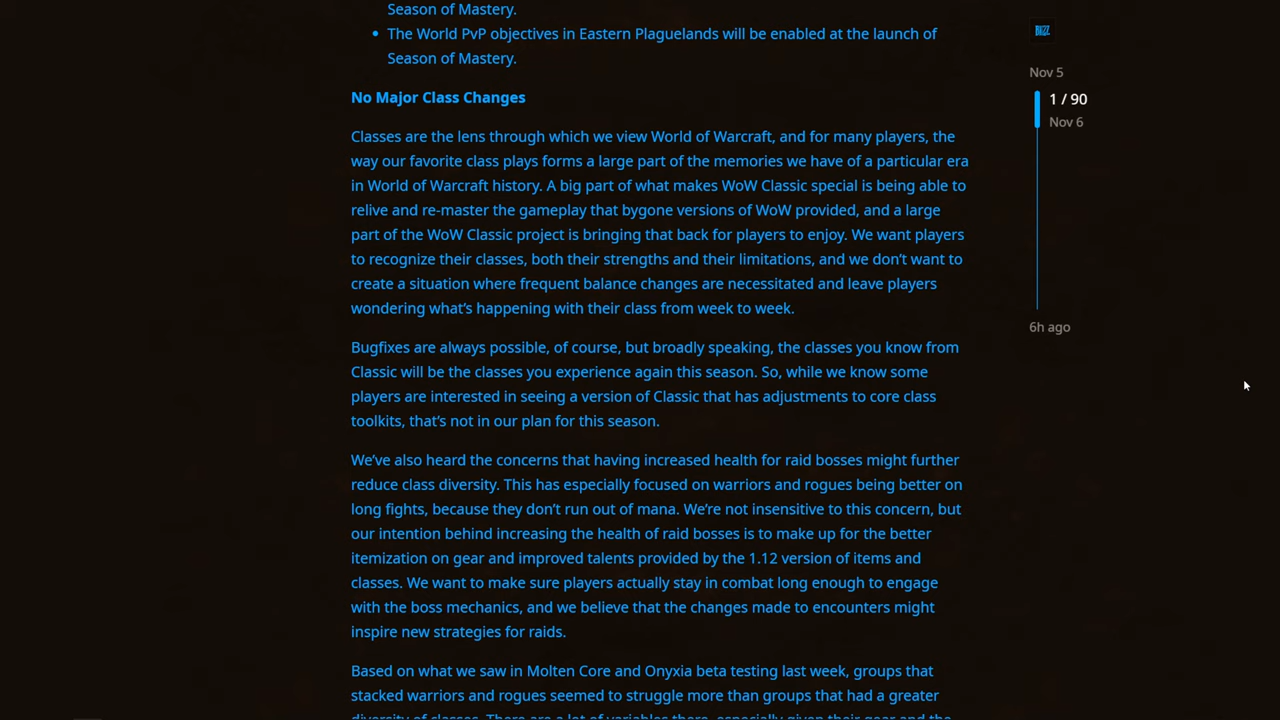 Season of Mastery.
• The World PvP objectives in Eastern Plaguelands will be enabled at the launch of
Season of Mastery.
No Major Class Changes
Classes are the lens through which we view World of Warcraft, and for many players, the
way our favorite class plays forms a large part of the memories we have of a particular era
in World of Warcraft history. A big part of what makes WoW Classic special is being able to
relive and re-master the gameplay that bygone versions of WoW provided, and a large
part of the WoW Classic project is bringing that back for players to enjoy. We want players
to recognize their classes, both their strengths and their limitations, and we don’t want to
create a situation where frequent balance changes are necessitated and leave players
wondering what’s happening with their class from week to week.
Bugfixes are always possible, of course, but broadly speaking, the classes you know from
Classic will be the classes you experience again this season. So, while we know some
players are interested in seeing a version of Classic that has adjustments to core class
toolkits, that’s not in our plan for this season.
We’ve also heard the concerns that having increased health for raid bosses might further
reduce class diversity. This has especially focused on warriors and rogues being better on
long fights, because they don’t run out of mana. We’re not insensitive to this concern, but
our intention behind increasing the health of raid bosses is to make up for the better
itemization on gear and improved talents provided by the 1.12 version of items and
classes. We want to make sure players actually stay in combat long enough to engage
with the boss mechanics, and we believe that the changes made to encounters might
inspire new strategies for raids.
Based on what we saw in Molten Core and Onyxia beta testing last week, groups that
stacked warriors and rogues seemed to struggle more than groups that had a greater
diversity of classes. There are a lot of variables there, especially given their gear and the
BLIZZ
Nov 5
1 / 90
Nov 6
6h ago